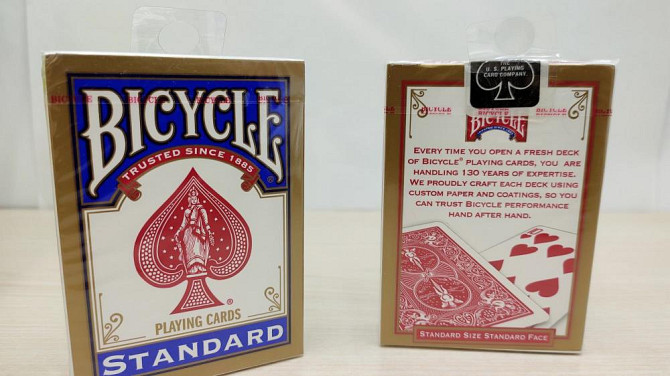 BICYCLE
TRUSTED SINCE 1885
®
®
PLAYING CARDS
STANDARD
THE
U. S. PLAYING
CARD COMPANY.
BICYCLE
BICYCLE
BICYCLE
EVERY TIME YOU OPEN A FRESH DECK
OF BICYCLE® PLAYING CARDS, YOU ARE
HANDLING 130 YEARS OF EXPERTISE.
WE PROUDLY CRAFT EACH DECK USING
CUSTOM PAPER AND COATINGS, SO YOU
CAN TRUST BICYCLE PERFORMANCE
HAND AFTER HAND.
STANDARD SIZE STANDARD FACE